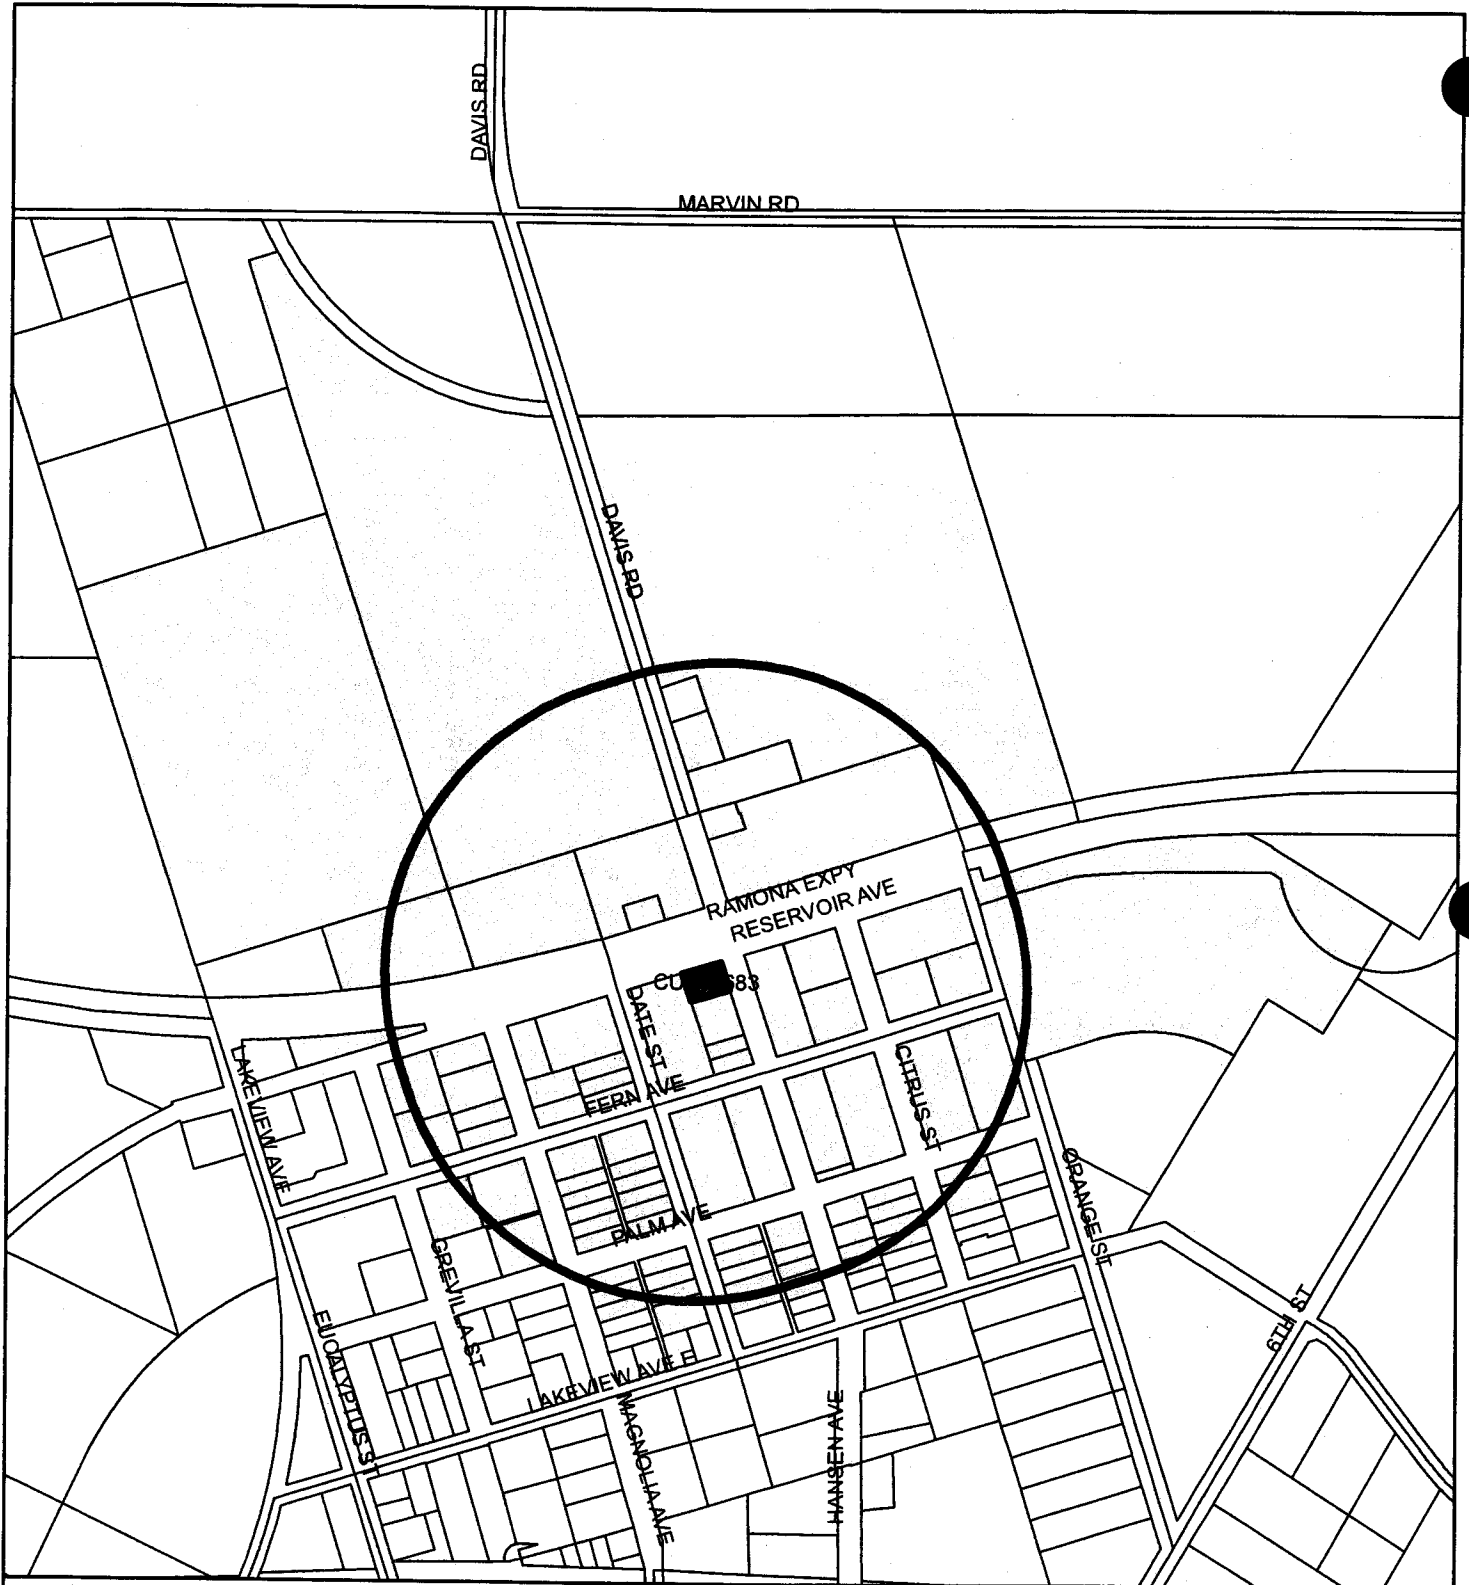 DAVIS RD
MARVIN RD
DAVIS RD
RAMONA EXPY
RESERVOIR AVE
DATE ST
LAKEVIEW AVE
FERN AVE
CITRUS ST
ORANGE ST
PALM AVE
GREVILLA ST
6TH ST
EUCALYPTUS ST
LAKEVIEW AVE E
MAGNOLIA AVE
HANSEN AVE